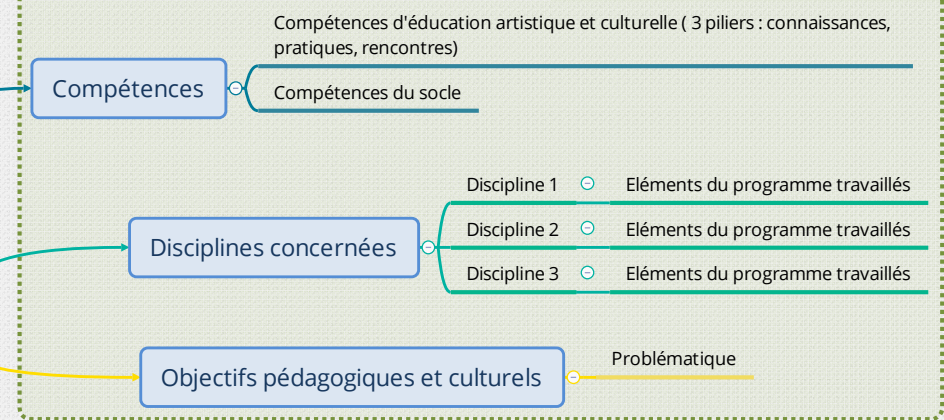 Compétences
Compétences d'éducation artistique et culturelle ( 3 piliers : connaissances,
pratiques, rencontres)
Compétences du socle
Disciplines concernées
Discipline 1 Eléments du programme travaillés
Discipline 2 Eléments du programme travaillés
Discipline 3 Eléments du programme travaillés
Objectifs pédagogiques et culturels
Problématique